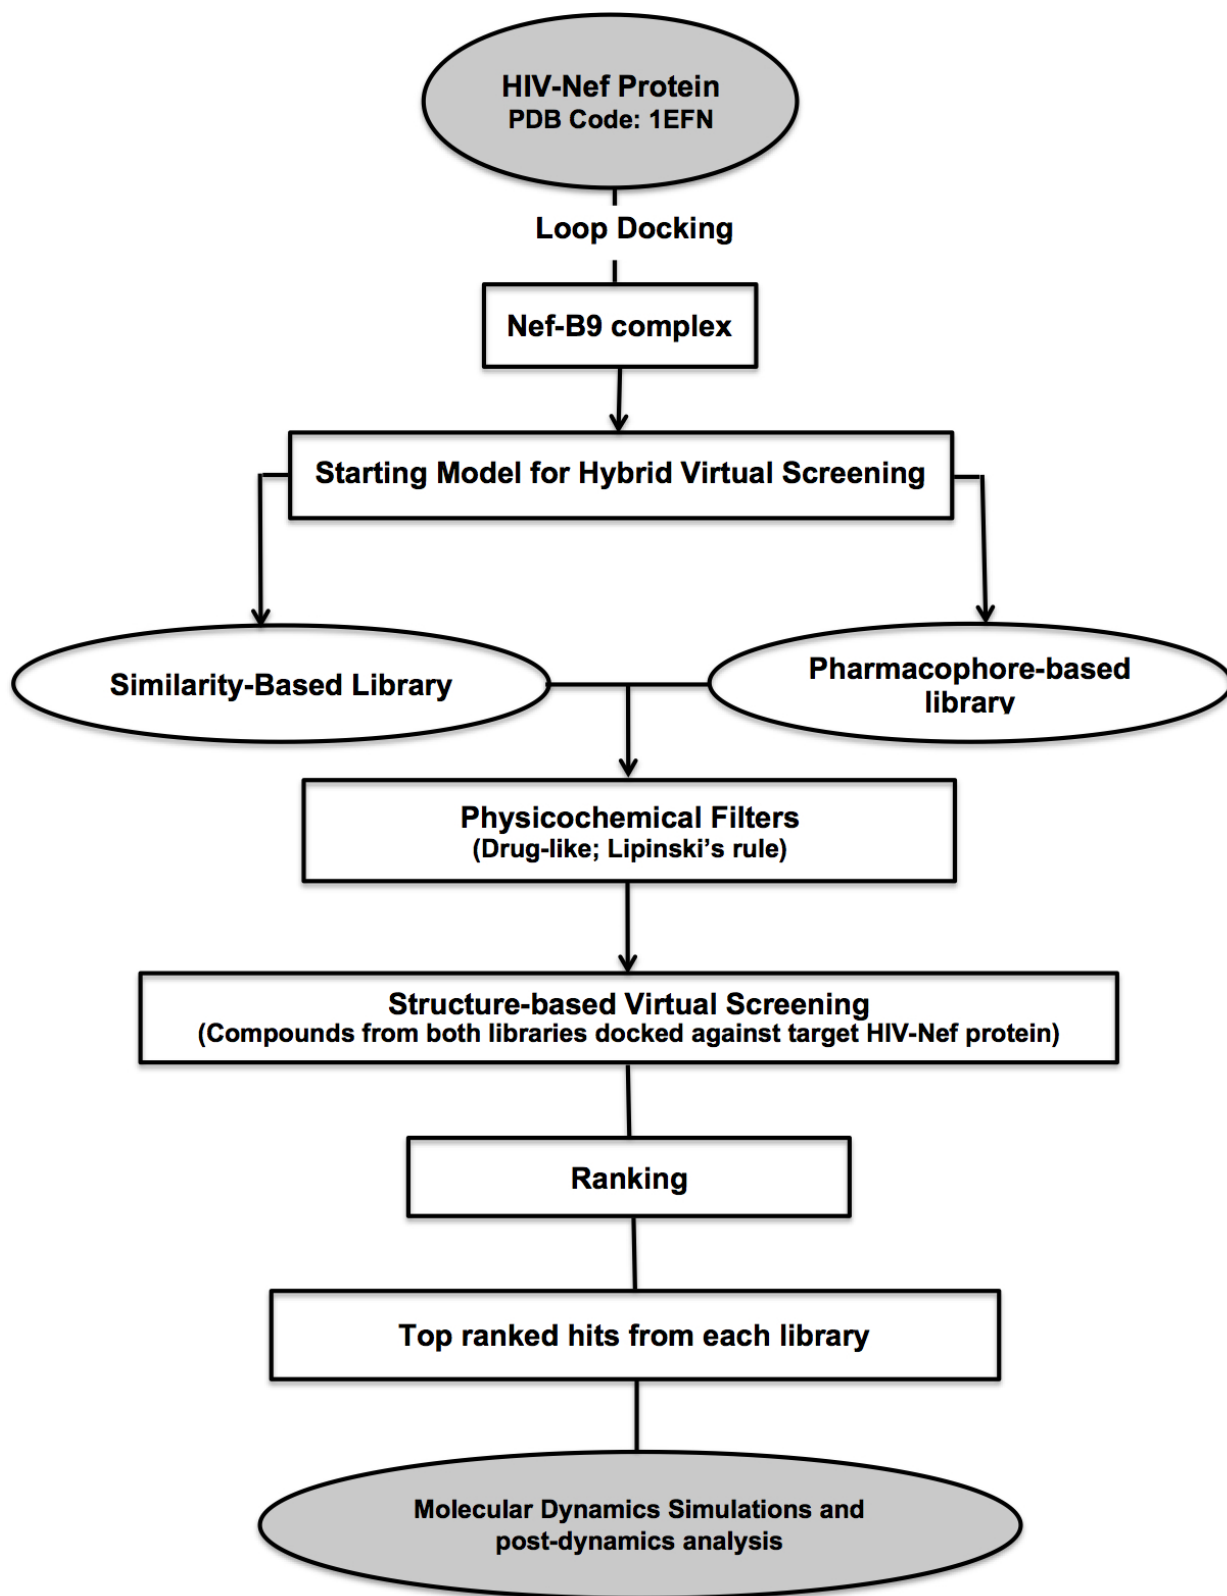 HIV-Nef Protein
PDB Code: 1EFN
Loop Docking
Nef-B9 complex
Starting Model for Hybrid Virtual Screening
Similarity-Based Library
Pharmacophore-based
library
Physicochemical Filters
(Drug-like; Lipinski's rule)
Structure-based Virtual Screening
(Compounds from both libraries docked against target HIV-Nef protein)
Ranking
Top ranked hits from each library
Molecular Dynamics Simulations and
post-dynamics analysis